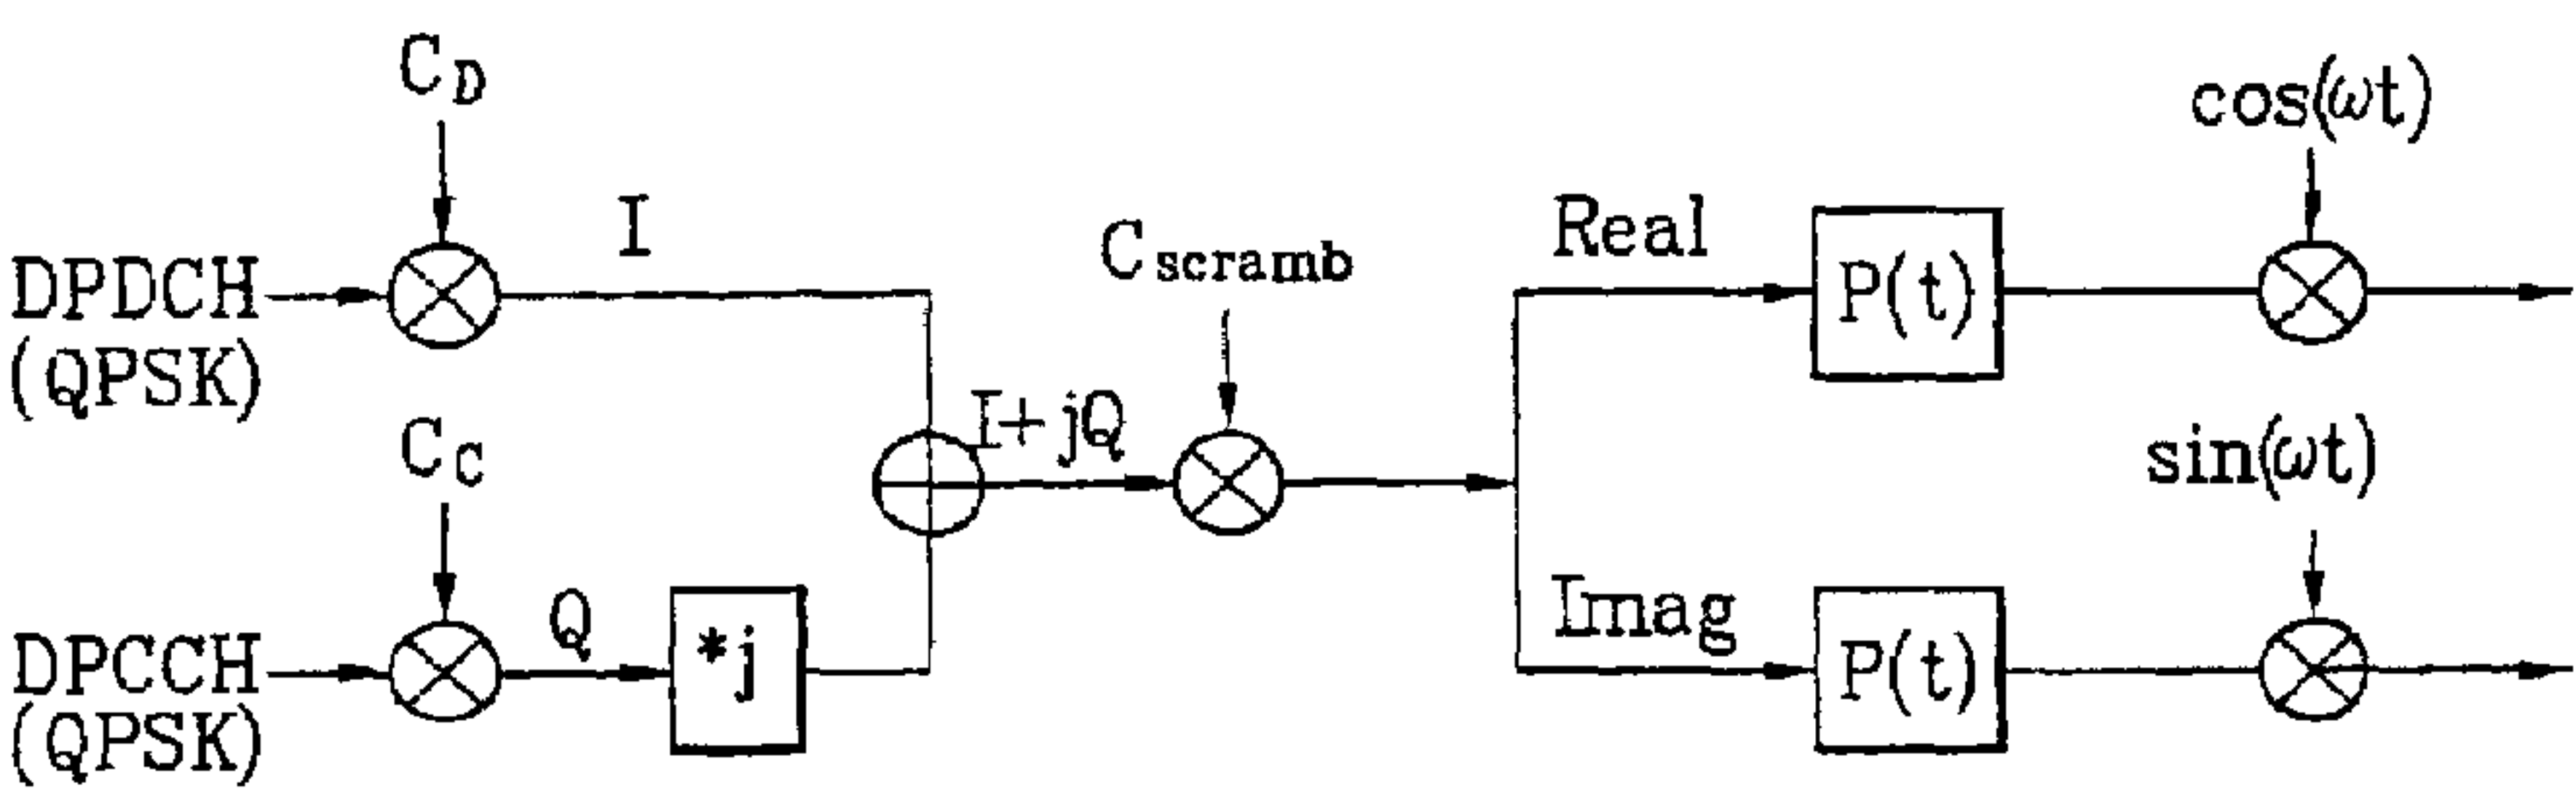 C_D
I
DPDCH
(QPSK)
C_C
Q
DPCCH
(QPSK)
*j
I+jQ
C_scramb
Real
P(t)
cos(ωt)
Imag
P(t)
sin(ωt)